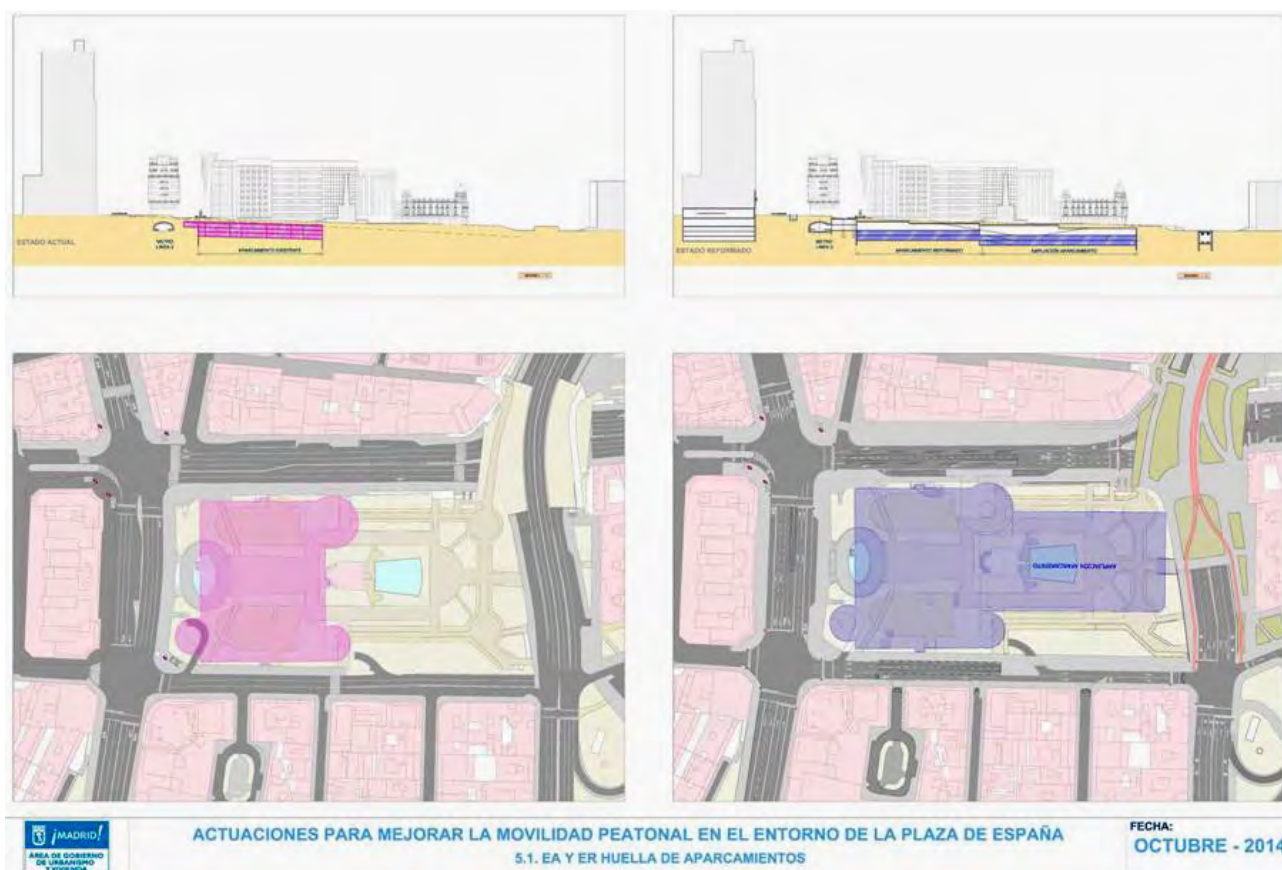 ESTADO ACTUAL
METRO
LINEA 3
APARCAMIENTO EXISTENTE
ESTADO REFORMADO
METRO
LINEA 3
APARCAMIENTO REFORMADO
AMPLIACIÓN APARCAMIENTO
AMPLIACION APARCAMIENTO
¡MADRID!
ÁREA DE GOBIERNO
DE URBANISMO
Y VIVIENDA
ACTUACIONES PARA MEJORAR LA MOVILIDAD PEATONAL EN EL ENTORNO DE LA PLAZA DE ESPAÑA
5.1. EA Y ER HUELLA DE APARCAMIENTOS
FECHA:
OCTUBRE - 2014